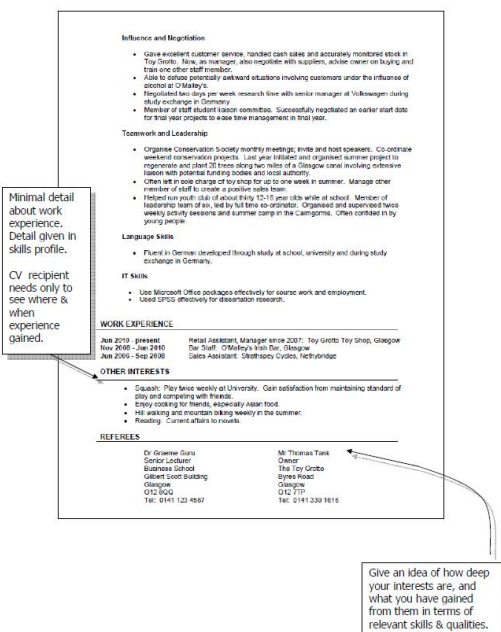 Influence and Negotiation
Gave excellent customer service, handled cash sales and accurately monitored stock in
Toy Grotto. Now, as manager, also negotiate with suppliers, advise owner on buying and
train one other staff member.
Able to defuse potentially awkward situations involving customers under the influence of
alcohol at O'Malley's.
Negotiated two days per week research time with senior manager at Volkswagen during
study exchange in Germany.
Member of staff student liaison committee. Successfully negotiated an earlier start date
for final year projects to ease time management in final year.
Teamwork and Leadership
Organise Conservation Society monthly meetings; invite and host speakers. Co-ordinate
weekend conservation projects. Last year initiated and organised summer project to
regenerate and plant 20 trees along two miles of a Glasgow canal involving extensive
liaison with potential funding bodies and local authority.
Often left in sole charge of toy shop for up to one week in summer. Manage other
member of staff to create a positive sales team.
Helped run youth club of about thirty 12-16 year olds while at school. Member of
leadership team of six, led by full time co-ordinator. Organised and supervised twice
weekly activity sessions and summer camp in the Cairngorms. Often confided in by
young people.
Language Skills
Fluent in German developed through study at school, university and during study
exchange in Germany.
IT Skills
Use Microsoft Office packages effectively for course work and employment.
Used SPSS effectively for dissertation research.
WORK EXPERIENCE
Jun 2010 - present Retail Assistant, Manager since 2007: Toy Grotto Toy Shop, Glasgow
Nov 2008 - Jun 2010 Bar Staff: O'Malley's Irish Bar, Glasgow
Jun 2006 - Sep 2008 Sales Assistant: Strathspey Cycles, Nethybridge
OTHER INTERESTS
Squash: Play twice weekly at University. Gain satisfaction from maintaining standard of
play and competing with friends.
Enjoy cooking for friends, especially Asian food.
Hill walking and mountain biking weekly in the summer.
Reading: Current affairs to novels.
REFEREES
Dr Graeme Guru
Senior Lecturer
Business School
Gilbert Scott Building
Glasgow
G12 8QQ
Tel: 0141 123 4567
Mr Thomas Tank
Owner
The Toy Grotto
Byres Road
Glasgow
G12 7TP
Tel: 0141 339 1616
Minimal detail
about work
experience.
Detail given in
skills profile.
CV recipient
needs only to
see where &
when
experience
gained.
Give an idea of how deep
your interests are, and
what you have gained
from them in terms of
relevant skills & qualities.